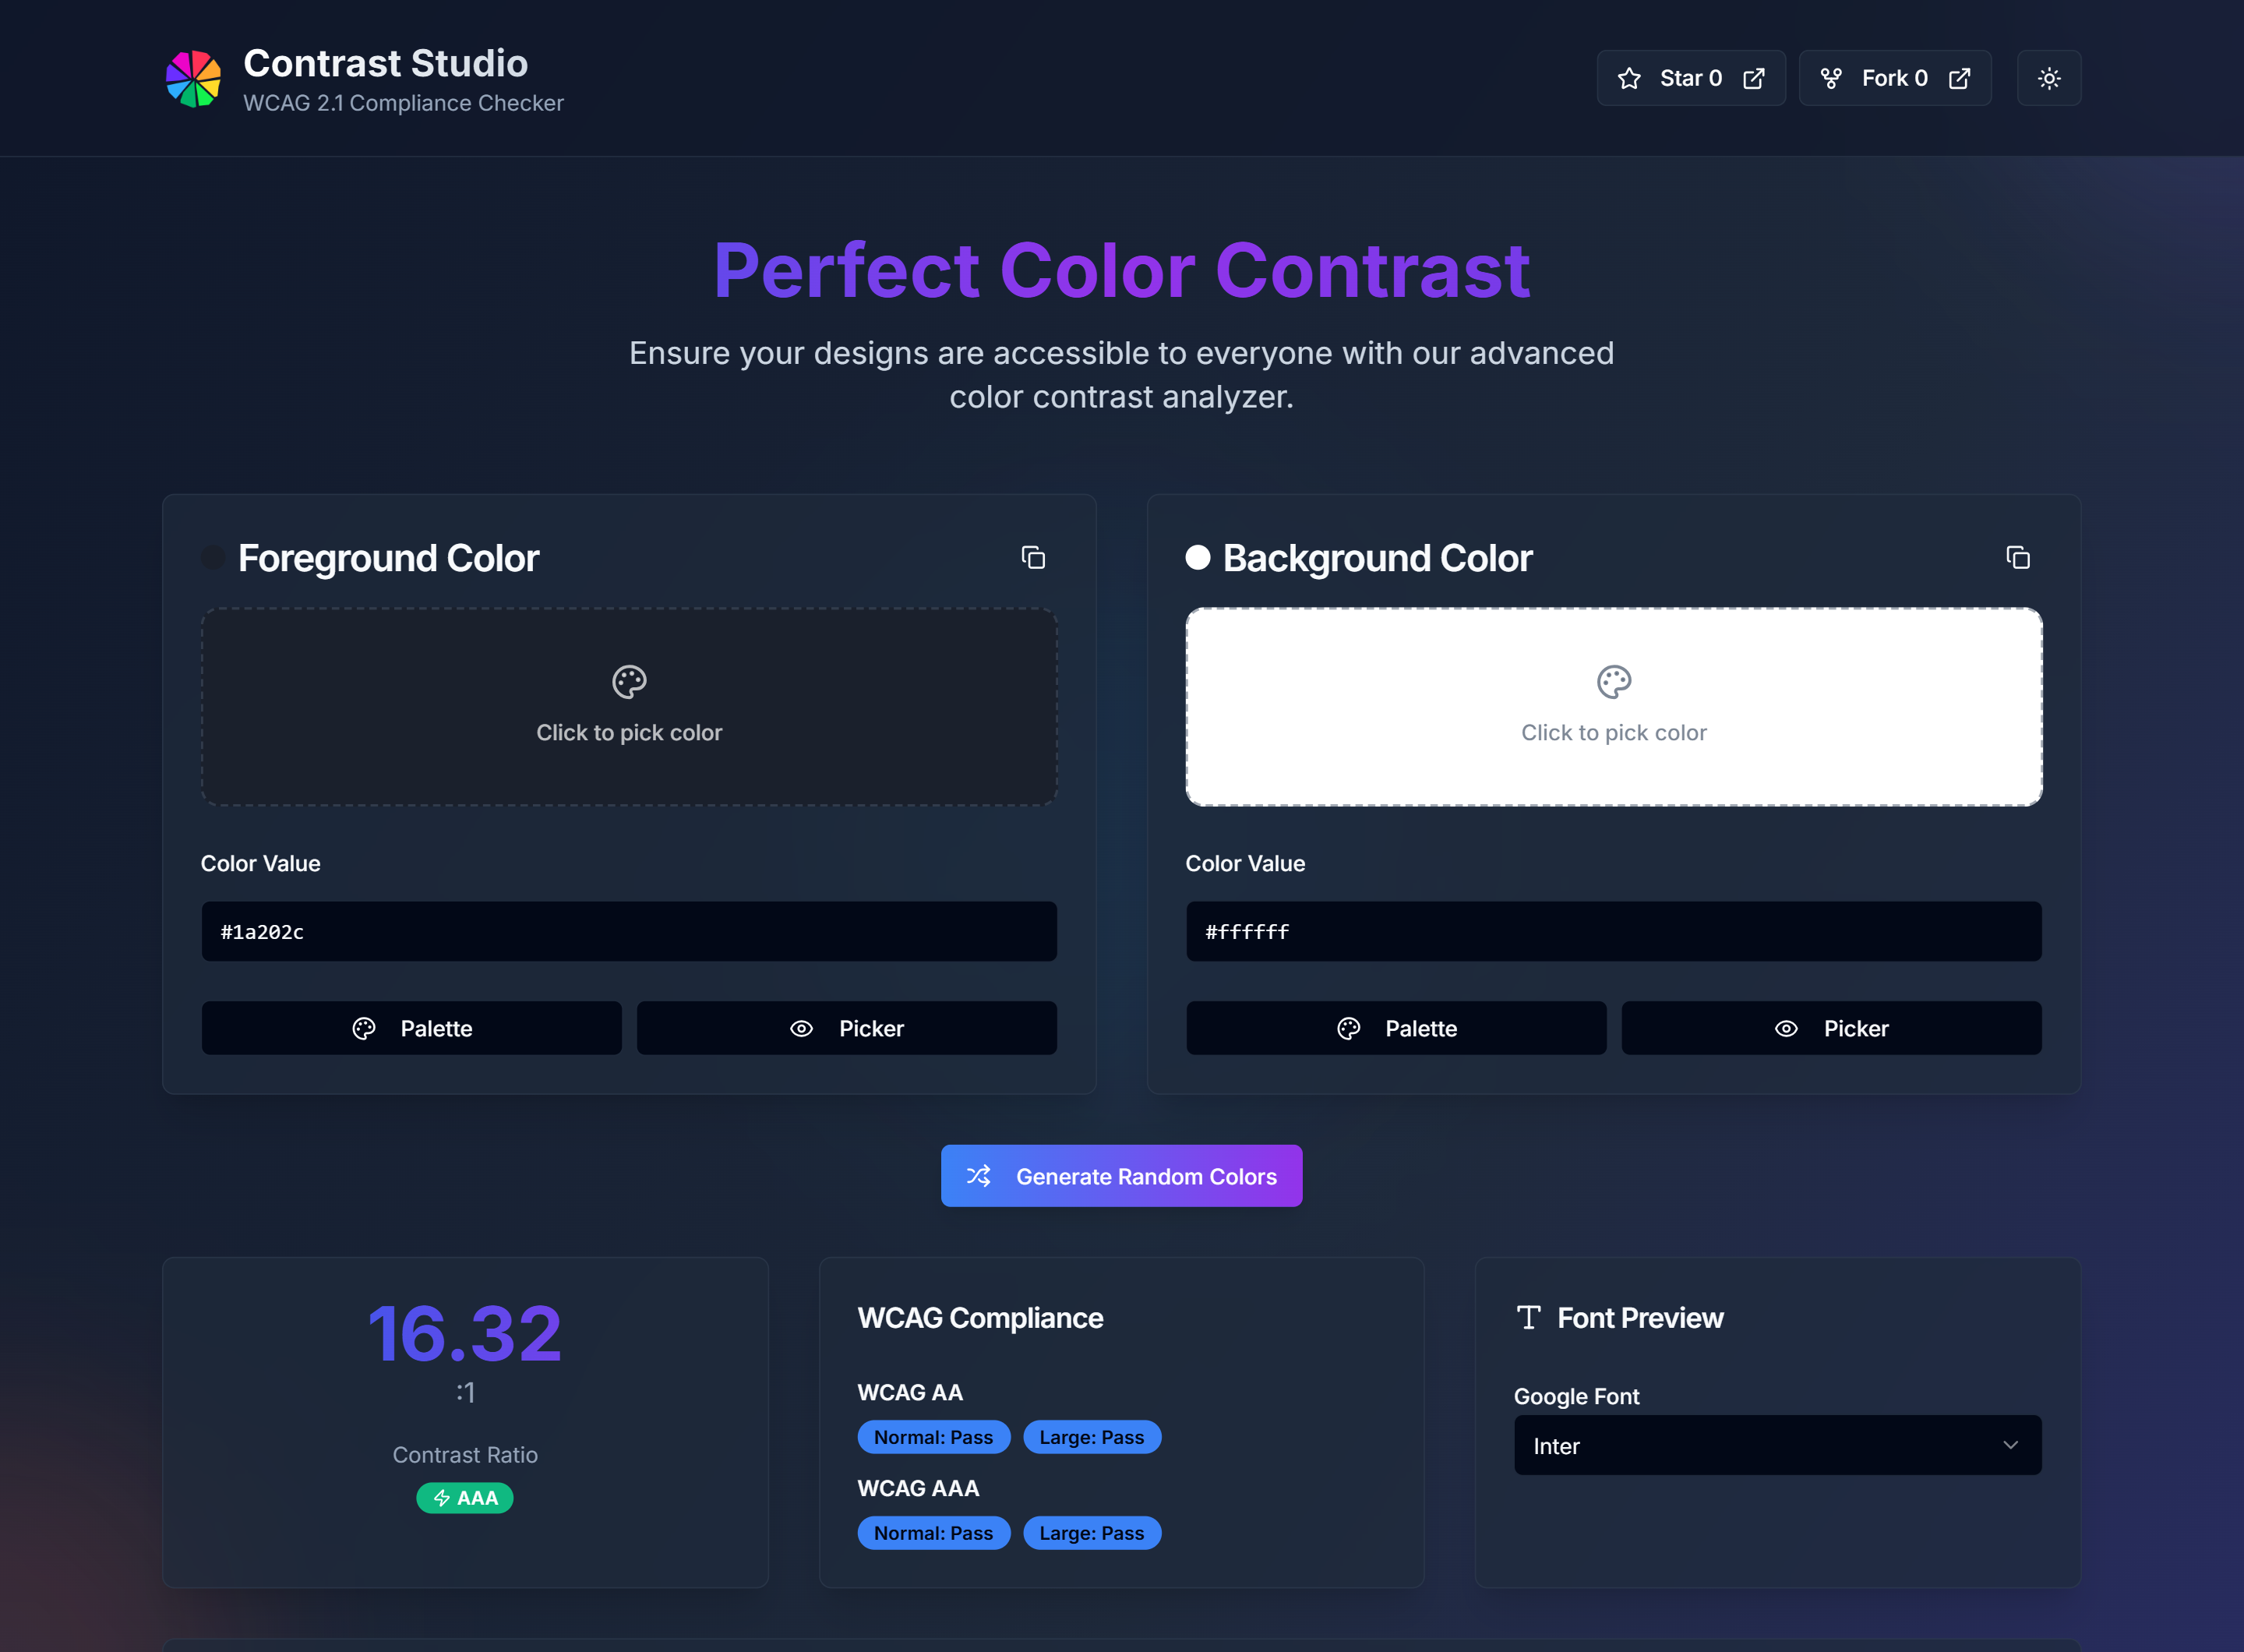 Contrast Studio
WCAG 2.1 Compliance Checker
Star 0
Fork 0
Perfect Color Contrast
Ensure your designs are accessible to everyone with our advanced
color contrast analyzer.
Foreground Color
Click to pick color
Color Value
#1a202c
Palette
Picker
Background Color
Click to pick color
Color Value
#ffffff
Palette
Picker
Generate Random Colors
16.32
:1
Contrast Ratio
AAA
WCAG Compliance
WCAG AA
Normal: Pass
Large: Pass
WCAG AAA
Normal: Pass
Large: Pass
Font Preview
Google Font
Inter